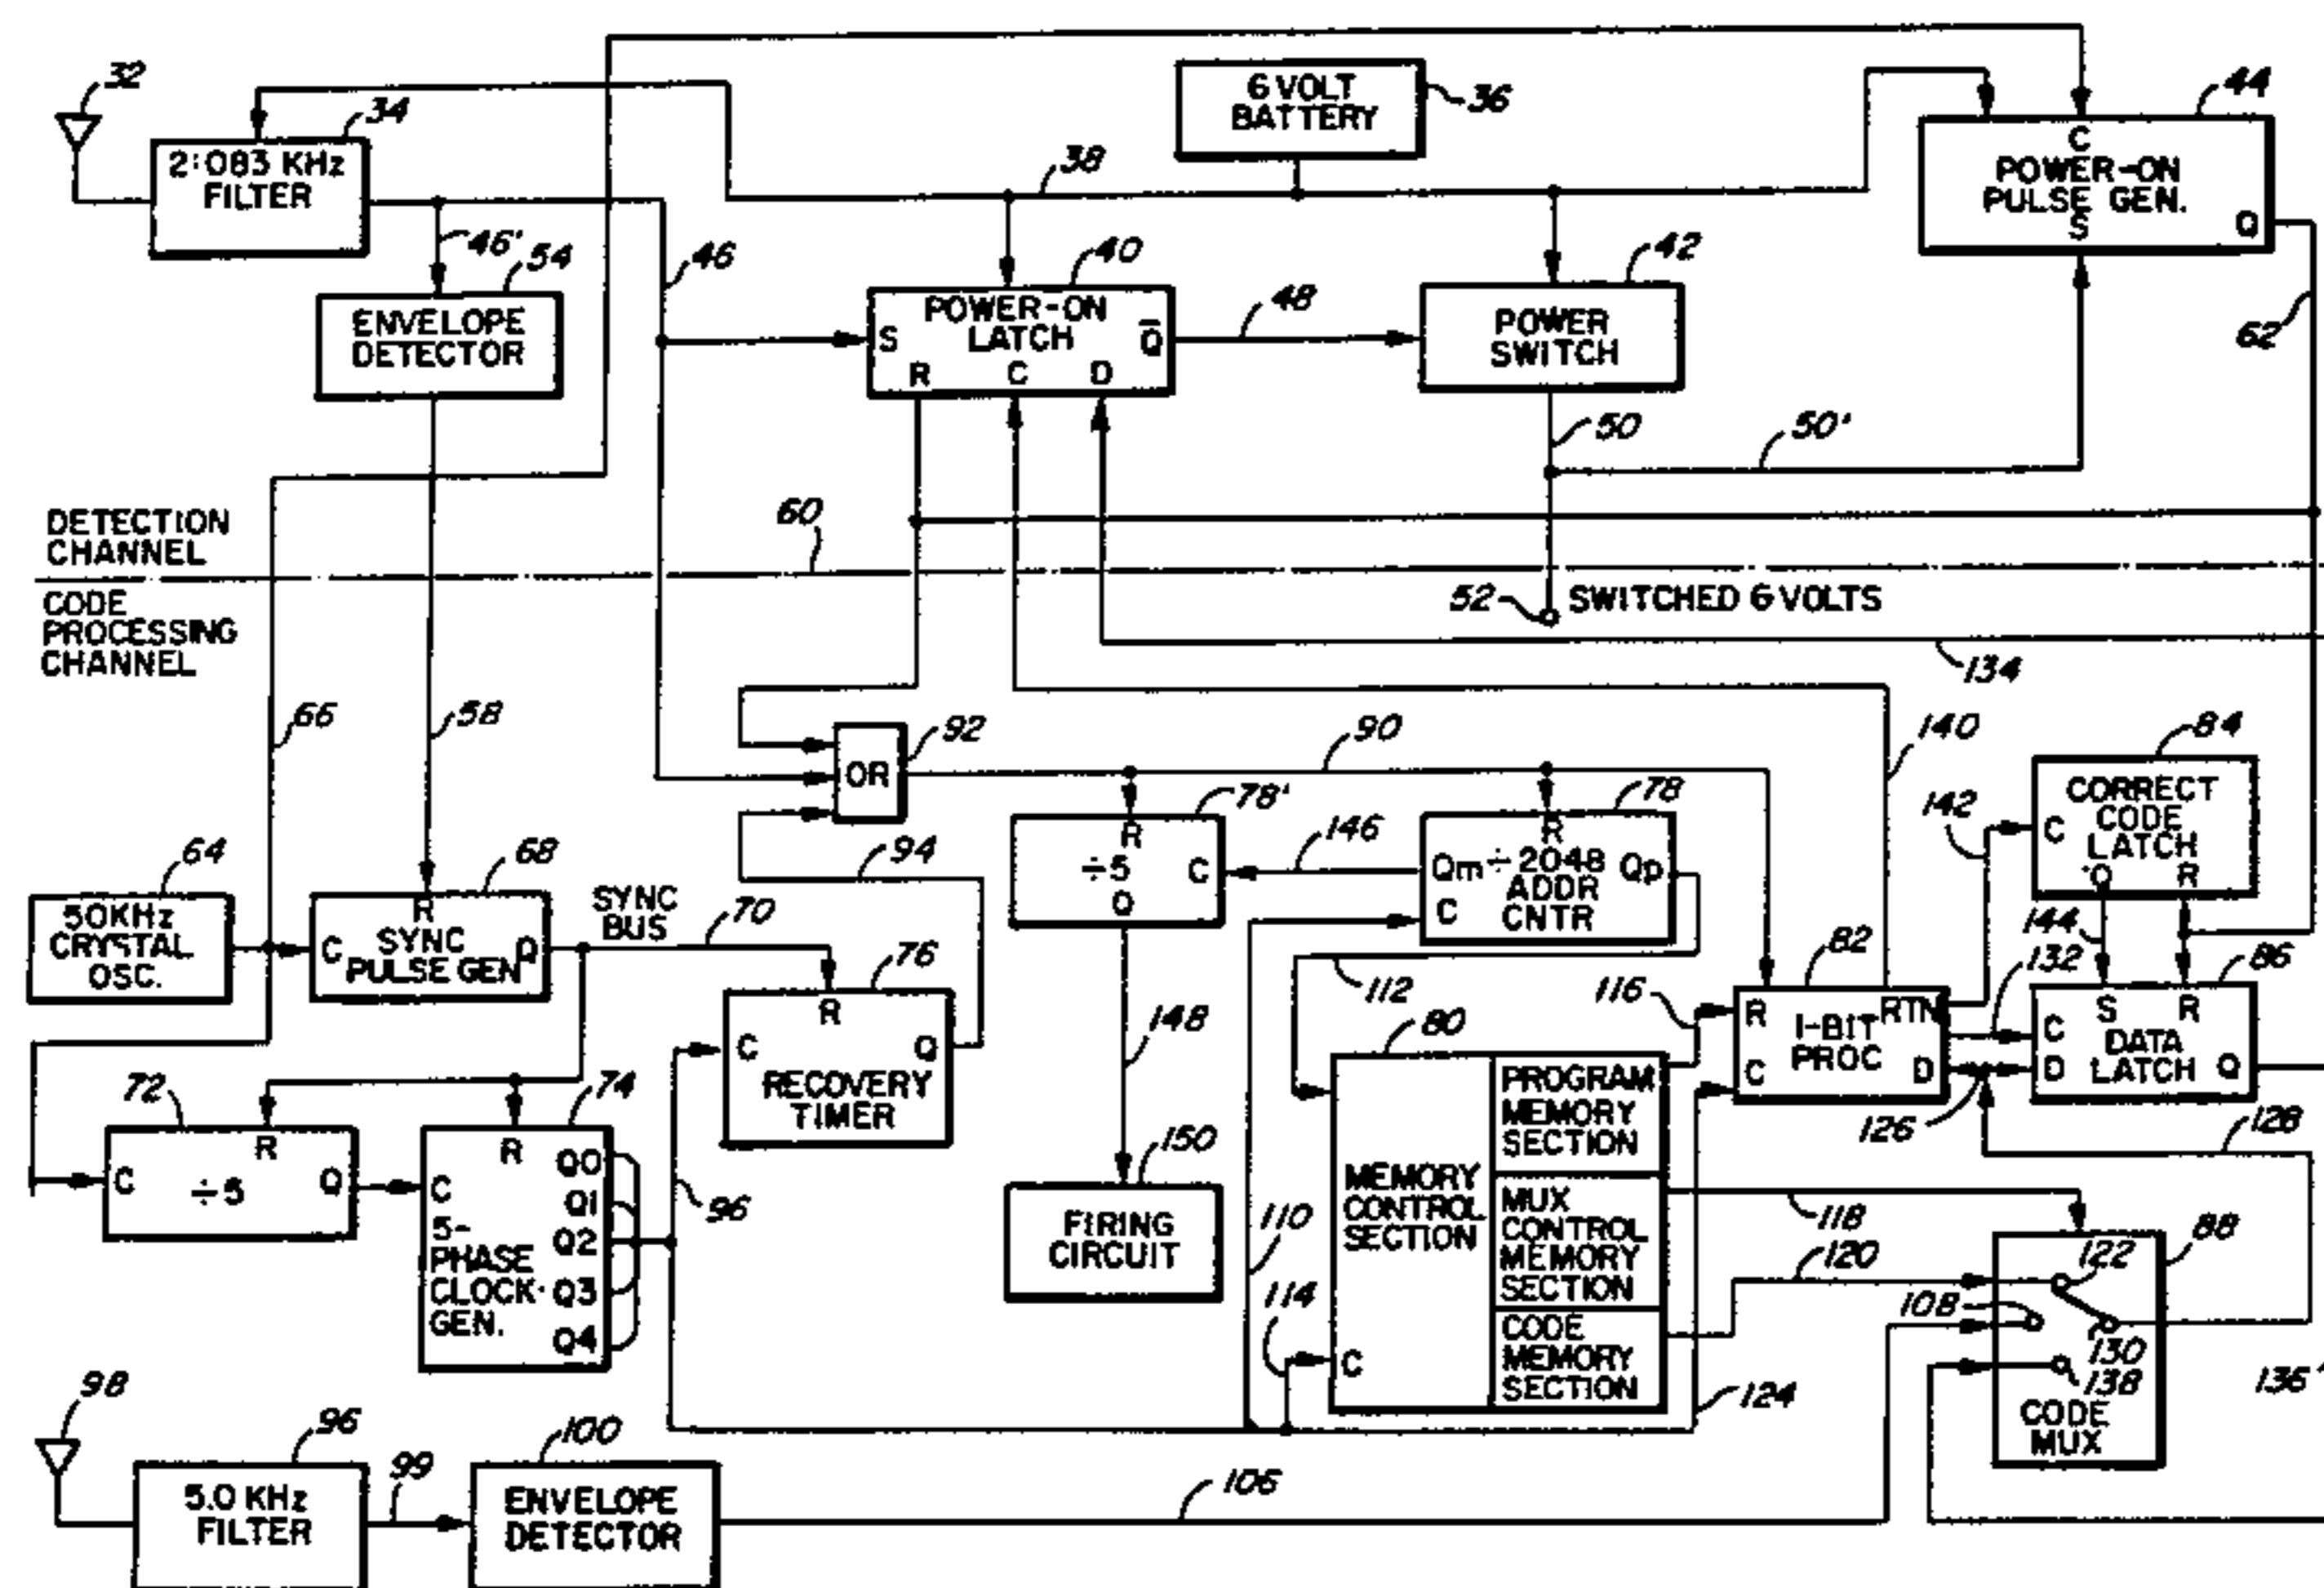 32
34
2:083 KHz
FILTER
46'
54
ENVELOPE
DETECTOR
46
38
6 VOLT
BATTERY
36
44
C
POWER-ON
PULSE GEN.
S
Q
62
40
POWER-ON
LATCH
S
Q̅
R
C
D
48
42
POWER
SWITCH
50
50'
DETECTION
CHANNEL
60
CODE
PROCESSING
CHANNEL
52
SWITCHED 6 VOLTS
134
66
58
92
OR
90
140
84
CORRECT
CODE
LATCH
C
Q
R
142
144
64
50KHz
CRYSTAL
OSC.
68
R
C SYNC Q
PULSE GEN
SYNC
BUS
70
94
78'
R
÷5
C
Q
146
78
R
Qm ÷2048 Qp
ADDR
C CNTR
112
76
R
C
Q
RECOVERY
TIMER
148
80
116
82
R
RTN
1-BIT
PROC
C
D
132
86
S R
C
DATA
D LATCH Q
126
128
72
R
C ÷5 Q
74
R
C
5-
PHASE
CLOCK
GEN.
Q0
Q1
Q2
Q3
Q4
96
150
FIRING
CIRCUIT
110
114
MEMORY
CONTROL
SECTION
C
PROGRAM
MEMORY
SECTION
MUX
CONTROL
MEMORY
SECTION
CODE
MEMORY
SECTION
118
120
124
88
122
108
130
138
CODE
MUX
136
98
96
5.0 KHz
FILTER
99
100
ENVELOPE
DETECTOR
106